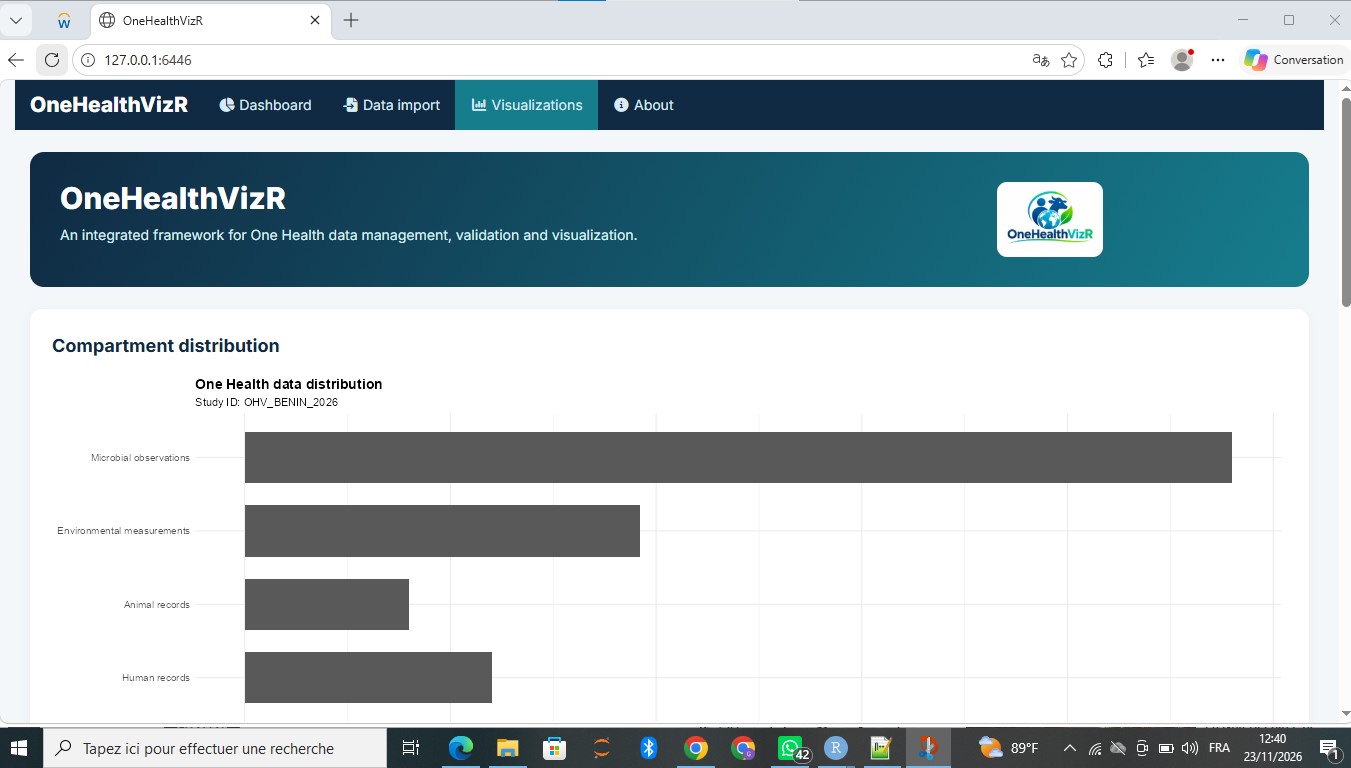 OneHealthVizR
127.0.0.1:6446
Conversation
OneHealthVizR Dashboard Data import Visualizations About
OneHealthVizR
An integrated framework for One Health data management, validation and visualization.
OneHealthVizR
Compartment distribution
One Health data distribution
Study ID: OHV_BENIN_2026
Microbial observations
Environmental measurements
Animal records
Human records
Tapez ici pour effectuer une recherche
42
89°F
FRA
12:40
23/11/2026
1